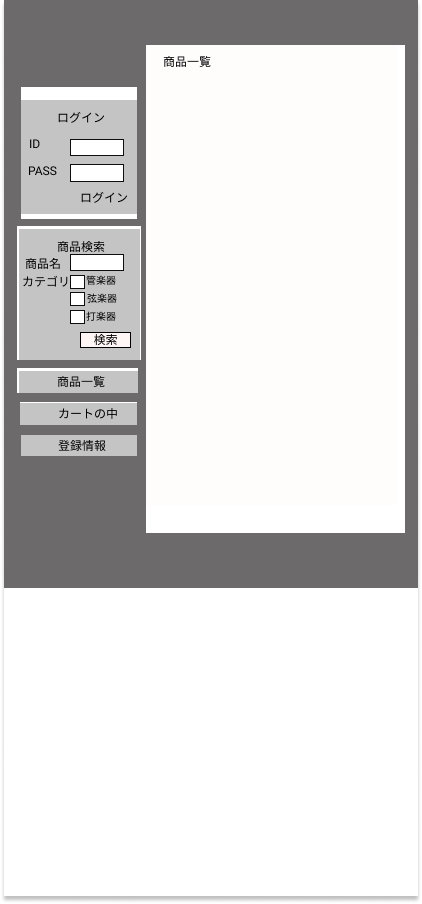 商品一覧
ログイン
ID
PASS
ログイン
商品検索
商品名
カテゴリ 管楽器
弦楽器
打楽器
検索
商品一覧
カートの中
登録情報